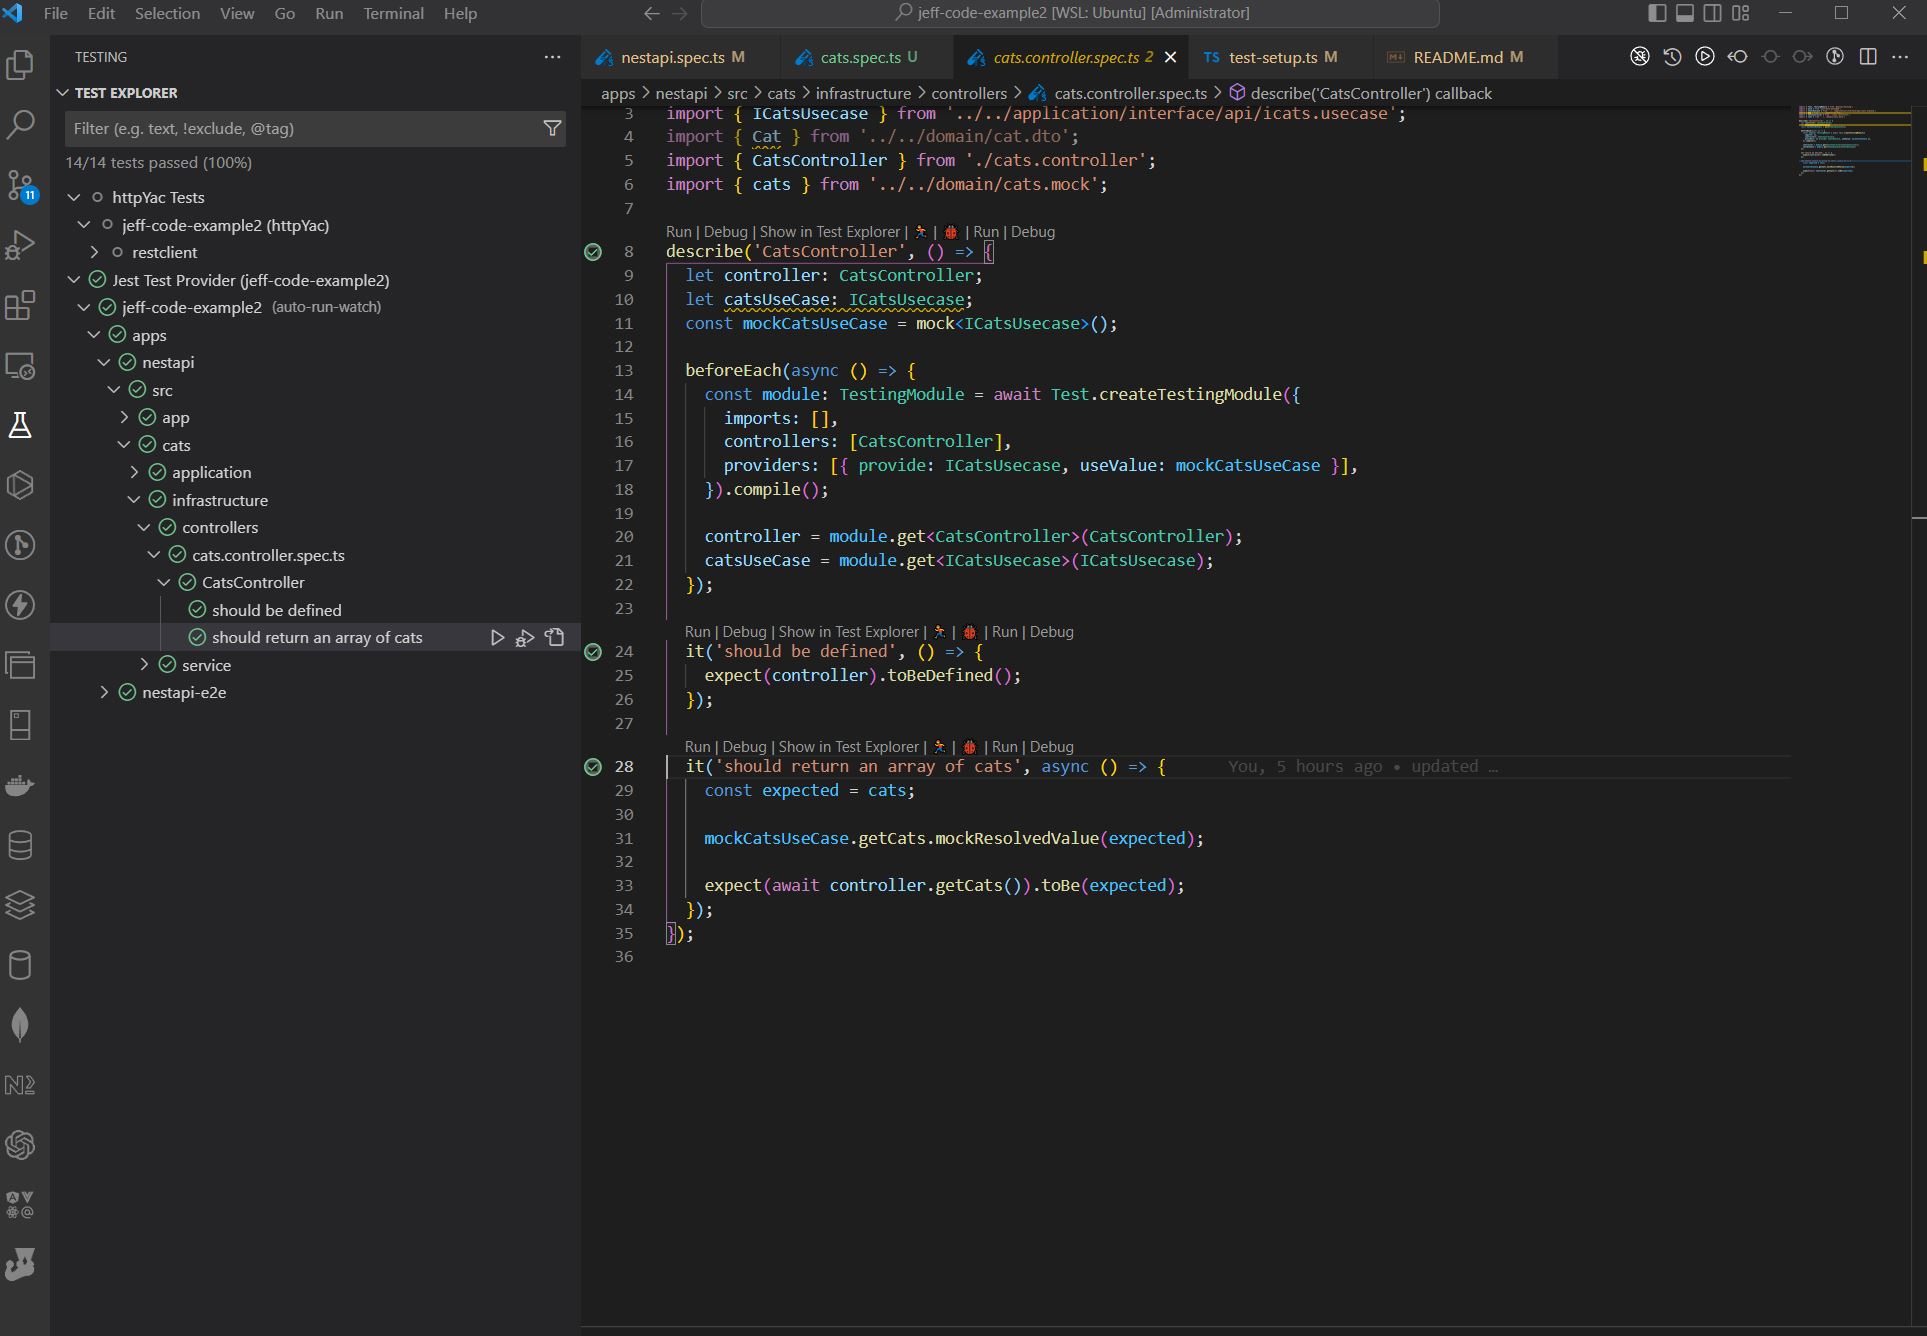 File Edit Selection View Go Run Terminal Help
jeff-code-example2 [WSL: Ubuntu] [Administrator]
TESTING
TEST EXPLORER
Filter (e.g. text, !exclude, @tag)
14/14 tests passed (100%)
11
httpYac Tests
jeff-code-example2 (httpYac)
restclient
Jest Test Provider (jeff-code-example2)
jeff-code-example2 (auto-run-watch)
apps
nestapi
src
app
cats
application
infrastructure
controllers
cats.controller.spec.ts
CatsController
should be defined
should return an array of cats
service
nestapi-e2e
nestapi.spec.ts M
cats.spec.ts U
cats.controller.spec.ts 2
TS test-setup.ts M
README.md M
apps > nestapi > src > cats > infrastructure > controllers > cats.controller.spec.ts > describe('CatsController') callback
3 import { ICatsUsecase } from '../../application/interface/api/icats.usecase';
4 import { Cat } from '../../domain/cat.dto';
5 import { CatsController } from './cats.controller';
6 import { cats } from '../../domain/cats.mock';
7
Run | Debug | Show in Test Explorer | | | Run | Debug
8 describe('CatsController', () => {
9 let controller: CatsController;
10 let catsUseCase: ICatsUsecase;
11 const mockCatsUseCase = mock<ICatsUsecase>();
12
13 beforeEach(async () => {
14 const module: TestingModule = await Test.createTestingModule({
15 imports: [],
16 controllers: [CatsController],
17 providers: [{ provide: ICatsUsecase, useValue: mockCatsUseCase }],
18 }).compile();
19
20 controller = module.get<CatsController>(CatsController);
21 catsUseCase = module.get<ICatsUsecase>(ICatsUsecase);
22 });
23
Run | Debug | Show in Test Explorer | | | Run | Debug
24 it('should be defined', () => {
25 expect(controller).toBeDefined();
26 });
27
Run | Debug | Show in Test Explorer | | | Run | Debug
28 it('should return an array of cats', async () => { You, 5 hours ago • updated …
29 const expected = cats;
30
31 mockCatsUseCase.getCats.mockResolvedValue(expected);
32
33 expect(await controller.getCats()).toBe(expected);
34 });
35 });
36